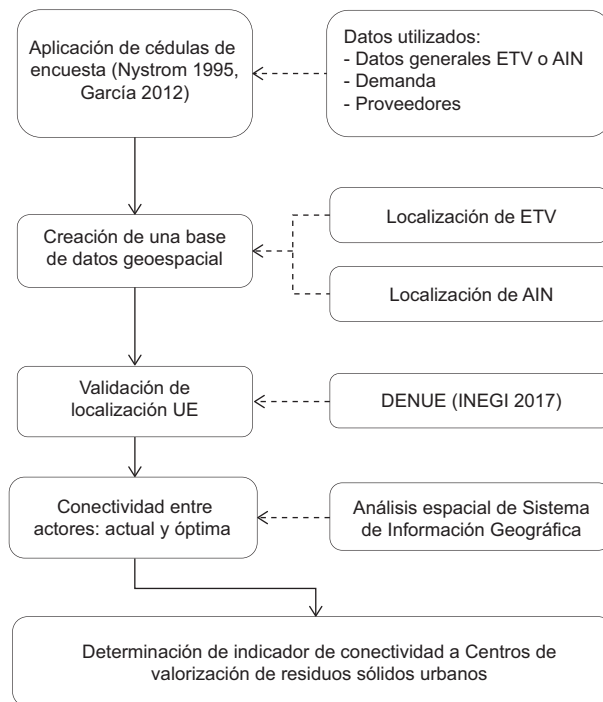 Aplicación de cédulas de
encuesta (Nystrom 1995,
García 2012)
Datos utilizados:
- Datos generales ETV o AIN
- Demanda
- Proveedores
Creación de una base
de datos geoespacial
Localización de ETV
Localización de AIN
Validación de
localización UE
DENUE (INEGI 2017)
Conectividad entre
actores: actual y óptima
Análisis espacial de Sistema
de Información Geográfica
Determinación de indicador de conectividad a Centros de
valorización de residuos sólidos urbanos